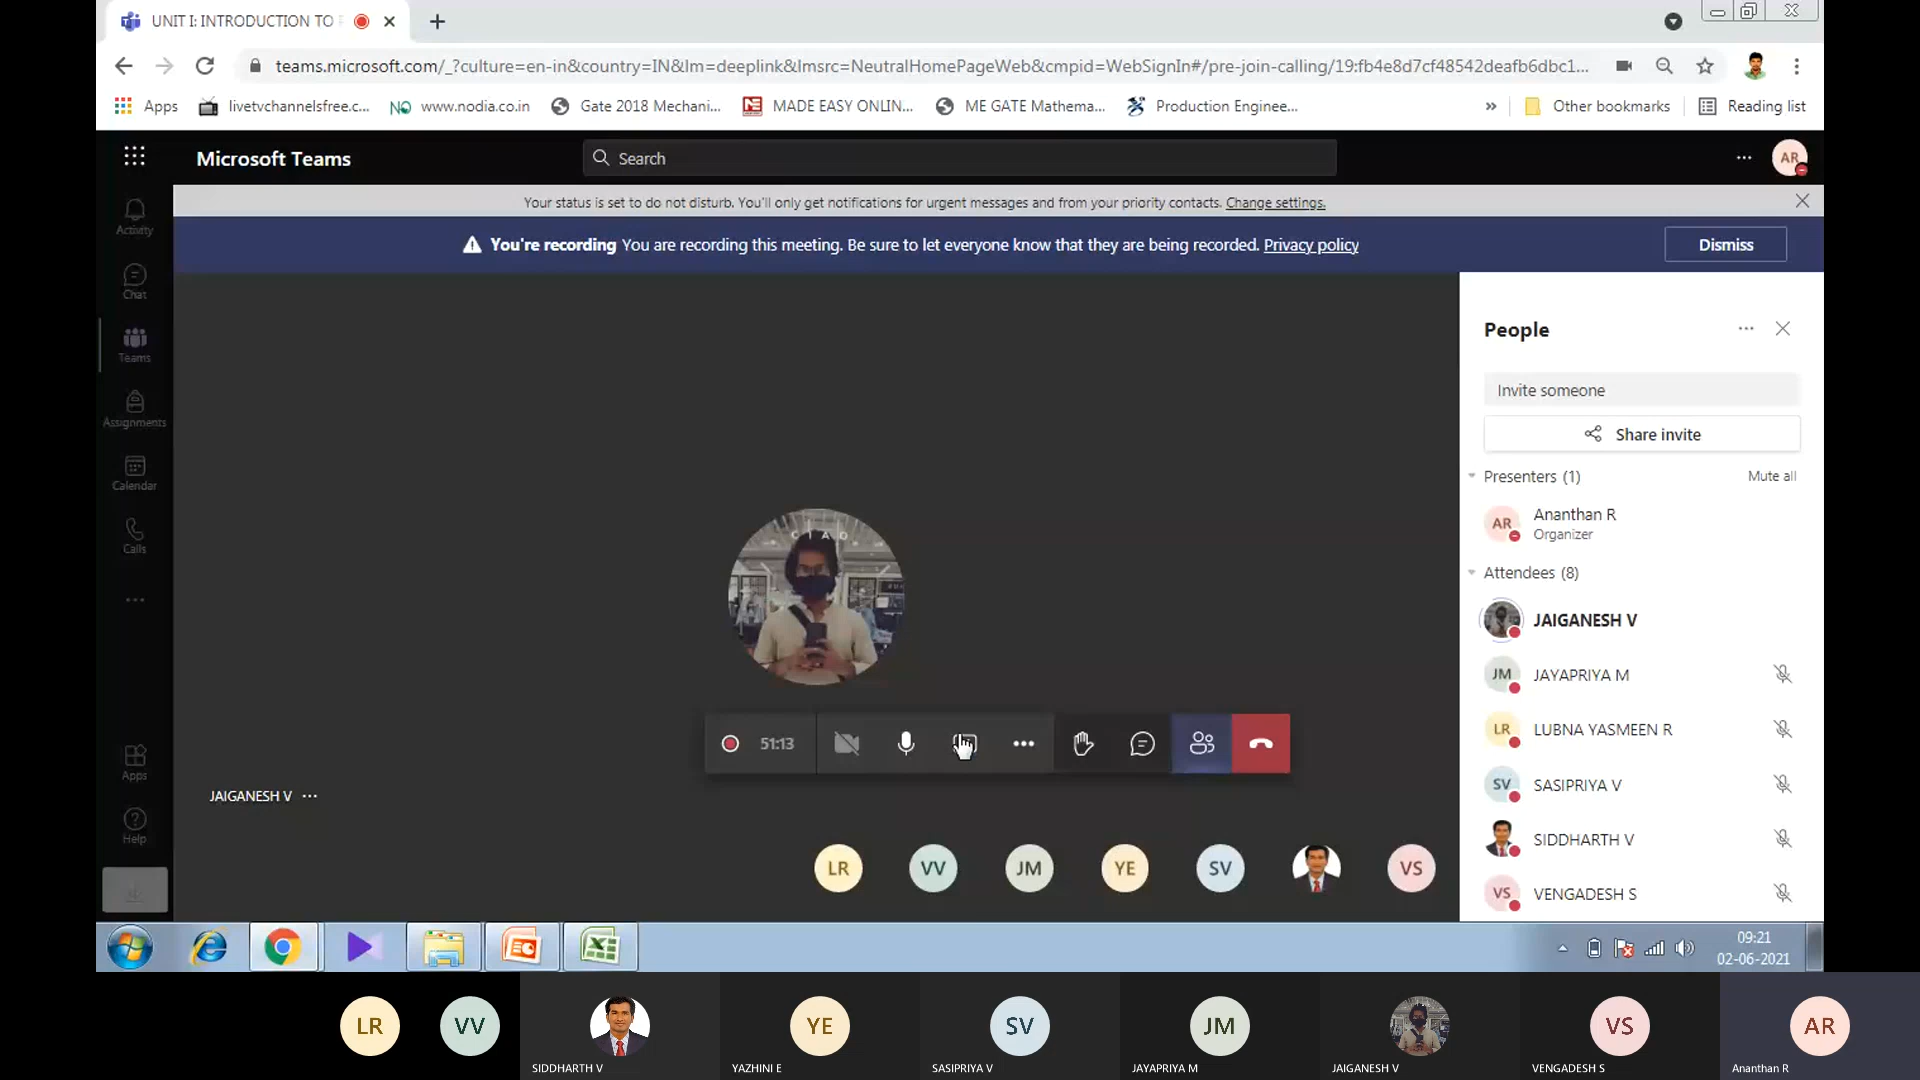 UNIT I: INTRODUCTION TO
teams.microsoft.com/_?culture=en-in&country=IN&lm=deeplink&lmsrc=NeutralHomePageWeb&cmpid=WebSignIn#/pre-join-calling/19:fb4e8d7cf48542deafb6dbc1...
Apps livetvchannelsfree.c... www.nodia.co.in Gate 2018 Mechani... MADE EASY ONLIN... ME GATE Mathema... Production Enginee... » Other bookmarks Reading list
Microsoft Teams
Search
AR
Your status is set to do not disturb. You'll only get notifications for urgent messages and from your priority contacts. Change settings.
You're recording You are recording this meeting. Be sure to let everyone know that they are being recorded. Privacy policy
Dismiss
Activity
Chat
Teams
Assignments
Calendar
Calls
Apps
Help
CIAO
51:13
JAIGANESH V
LR VV JM YE SV VS
People
Invite someone
Share invite
Presenters (1) Mute all
AR Ananthan R
Organizer
Attendees (8)
JAIGANESH V
JM JAYAPRIYA M
LR LUBNA YASMEEN R
SV SASIPRIYA V
SIDDHARTH V
VS VENGADESH S
09:21
02-06-2021
LR VV YE SV JM VS AR
SIDDHARTH V YAZHINI E SASIPRIYA V JAYAPRIYA M JAIGANESH V VENGADESH S Ananthan R